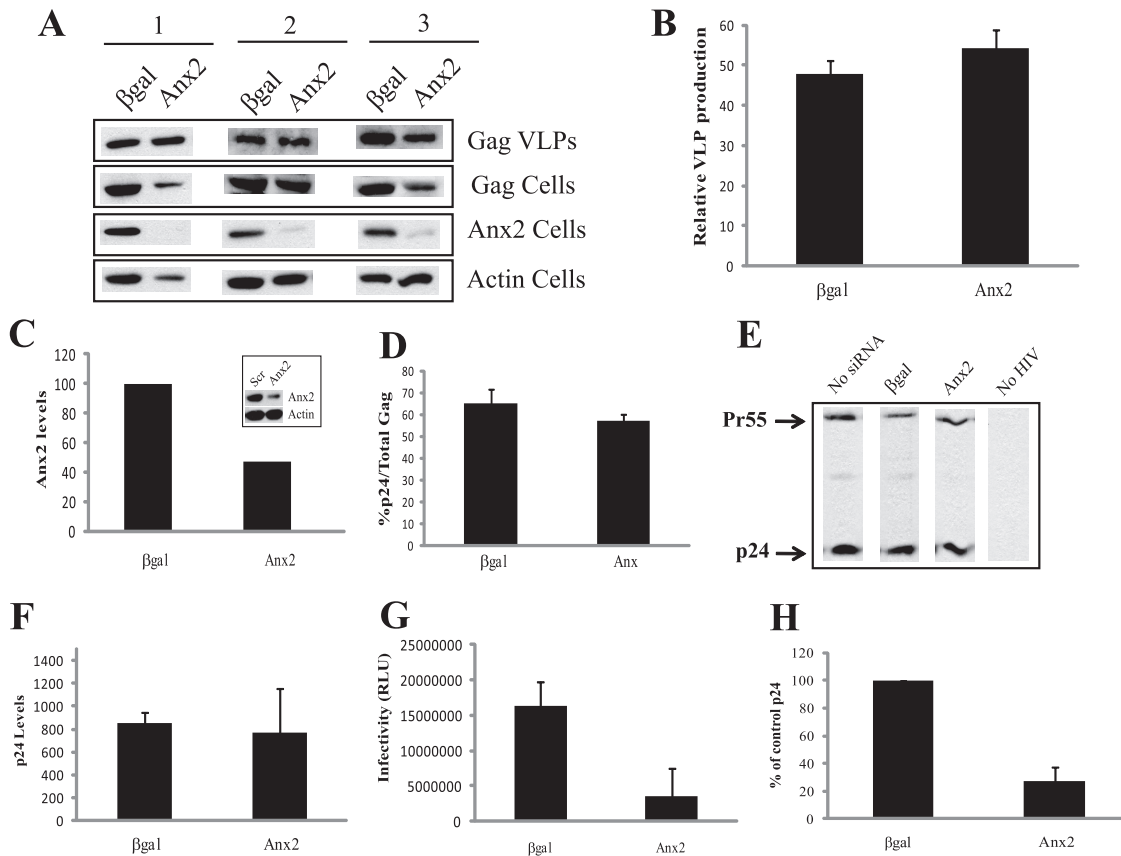 A
1 2 3
βgal Anx2 βgal Anx2 βgal Anx2
Gag VLPs
Gag Cells
Anx2 Cells
Actin Cells
B
Relative VLP production
60
50
40
30
20
10
0
βgal Anx2
C
Anx2 levels
120
100
80
60
40
20
0
βgal Anx2
Scr Anx2
Anx2
Actin
D
%p24/Total Gag
80
70
60
50
40
30
20
10
0
βgal Anx
E
No siRNA βgal Anx2 No HIV
Pr55
p24
F
p24 Levels
1400
1200
1000
800
600
400
200
0
βgal Anx2
G
Infectivity (RLU)
25000000
20000000
15000000
10000000
5000000
0
βgal Anx2
H
% of control p24
120
100
80
60
40
20
0
βgal Anx2